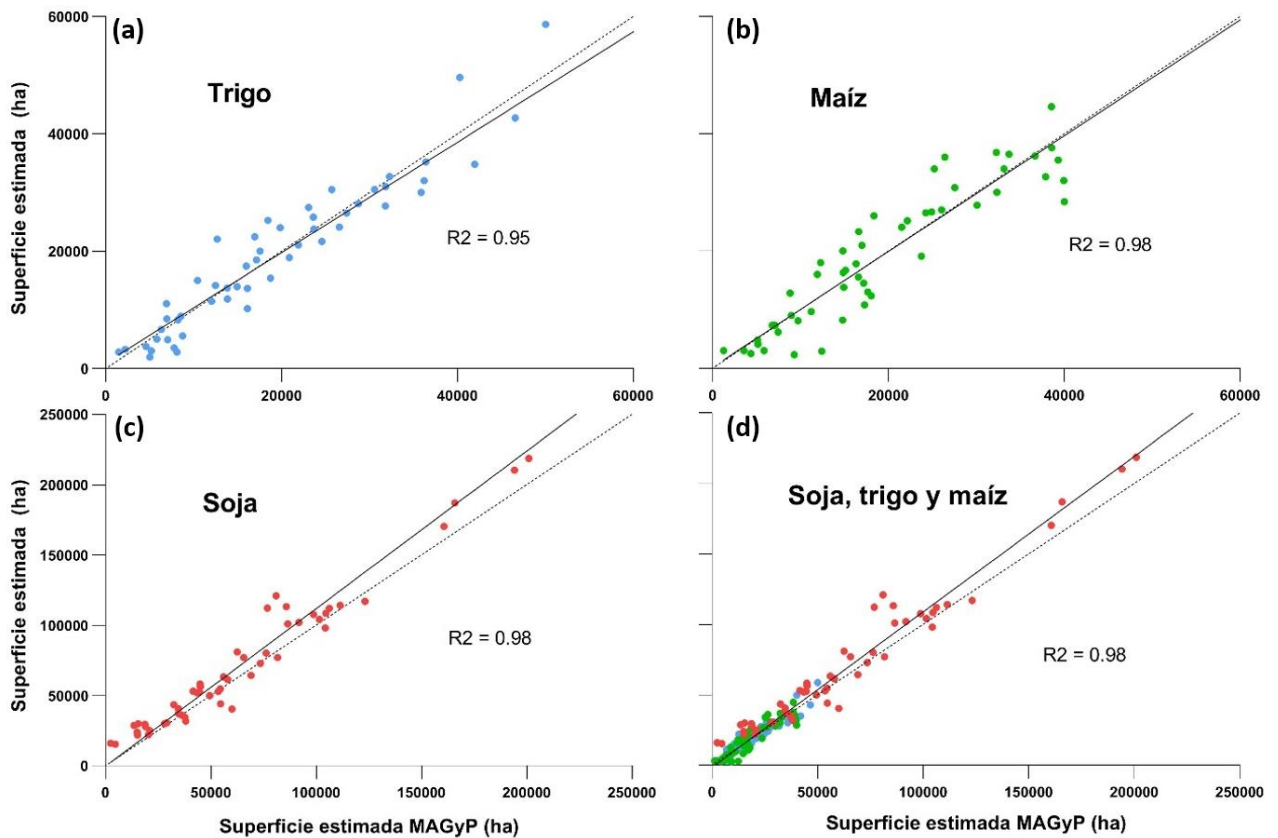 (a)
Trigo
R2 = 0.95
Superficie estimada (ha)
60000
40000
20000
0
0
20000
40000
60000
(b)
Maíz
R2 = 0.98
0
20000
40000
60000
(c)
Soja
R2 = 0.98
Superficie estimada (ha)
250000
200000
150000
100000
50000
0
0
50000
100000
150000
200000
250000
Superficie estimada MAGyP (ha)
(d)
Soja, trigo y maíz
R2 = 0.98
0
50000
100000
150000
200000
250000
Superficie estimada MAGyP (ha)